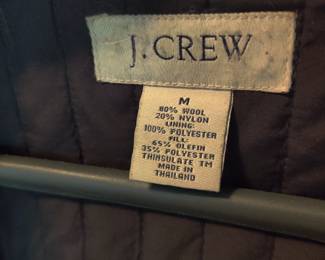 J. CREW
M
80% WOOL
20% NYLON
LINING:
100% POLYESTER
FILL:
65% OLEFIN
35% POLYESTER
THINSULATE TM
MADE IN
THAILAND